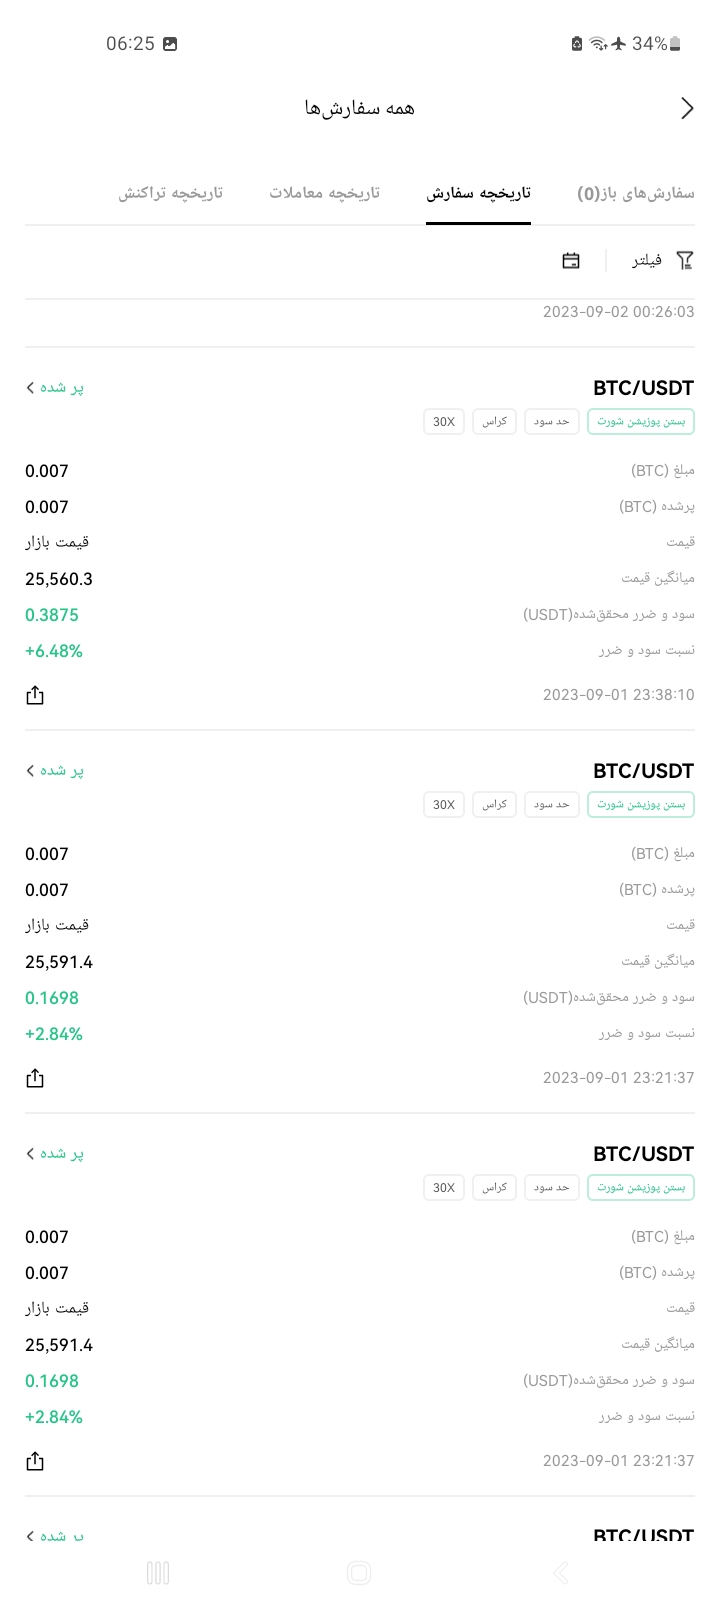 06:25
34%
همه سفارش‌ها
سفارش‌های باز(0) تاریخچه سفارش تاریخچه معاملات تاریخچه تراکنش
فیلتر
2023-09-02 00:26:03
BTC/USDT پر شده
بستن پوزیشن شورت حد سود کراس 30X
مبلغ (BTC) 0.007
پرشده (BTC) 0.007
قیمت قیمت بازار
میانگین قیمت 25,560.3
سود و ضرر محقق‌شده(USDT) 0.3875
نسبت سود و ضرر +6.48%
2023-09-01 23:38:10
BTC/USDT پر شده
بستن پوزیشن شورت حد سود کراس 30X
مبلغ (BTC) 0.007
پرشده (BTC) 0.007
قیمت قیمت بازار
میانگین قیمت 25,591.4
سود و ضرر محقق‌شده(USDT) 0.1698
نسبت سود و ضرر +2.84%
2023-09-01 23:21:37
BTC/USDT پر شده
بستن پوزیشن شورت حد سود کراس 30X
مبلغ (BTC) 0.007
پرشده (BTC) 0.007
قیمت قیمت بازار
میانگین قیمت 25,591.4
سود و ضرر محقق‌شده(USDT) 0.1698
نسبت سود و ضرر +2.84%
2023-09-01 23:21:37
BTC/USDT پر شده